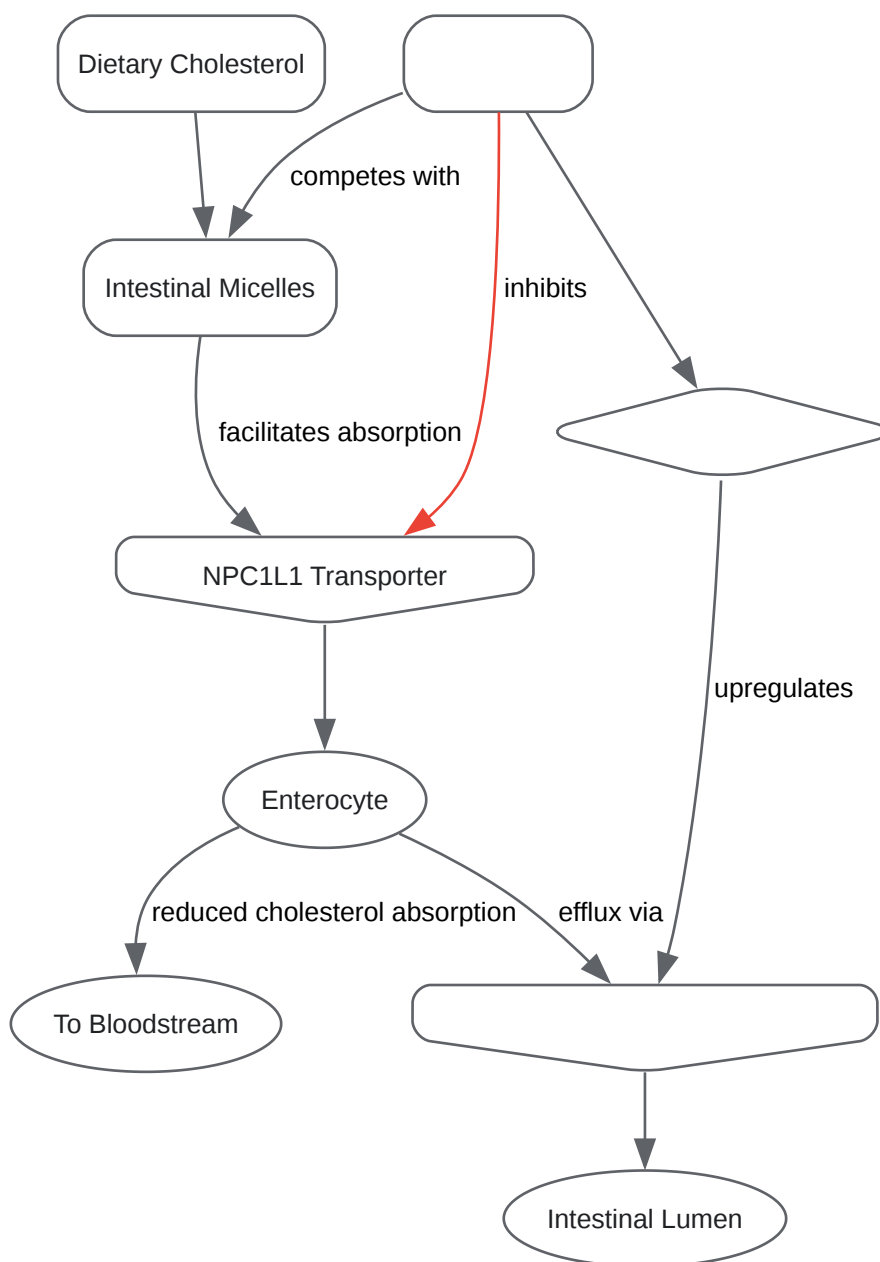 Dietary Cholesterol
competes with
Intestinal Micelles
inhibits
facilitates absorption
NPC1L1 Transporter
upregulates
Enterocyte
reduced cholesterol absorption
efflux via
To Bloodstream
Intestinal Lumen